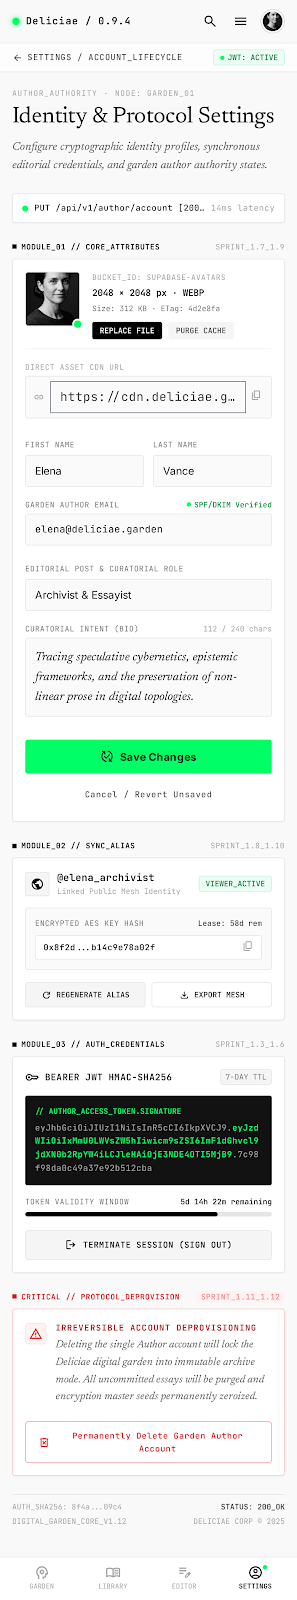 Deliciae / 0.9.4
← SETTINGS / ACCOUNT_LIFECYCLE
JWT: ACTIVE
AUTHOR_AUTHORITY · NODE: GARDEN_01
Identity & Protocol Settings
Configure cryptographic identity profiles, synchronous
editorial credentials, and garden author authority states.
PUT /api/v1/author/account [200… 14ms latency
MODULE_01 // CORE_ATTRIBUTES
SPRINT_1.7_1.9
BUCKET_ID: SUPABASE-AVATARS
2048 × 2048 px · WEBP
Size: 312 KB · ETag: 4d2e8fa
REPLACE FILE
PURGE CACHE
DIRECT ASSET CDN URL
https://cdn.deliciae.g…
FIRST NAME
LAST NAME
Elena
Vance
GARDEN AUTHOR EMAIL
SPF/DKIM Verified
elena@deliciae.garden
EDITORIAL POST & CURATORIAL ROLE
Archivist & Essayist
CURATORIAL INTENT (BIO)
112 / 240 chars
Tracing speculative cybernetics, epistemic
frameworks, and the preservation of non-
linear prose in digital topologies.
Save Changes
Cancel / Revert Unsaved
MODULE_02 // SYNC_ALIAS
SPRINT_1.8_1.10
@elena_archivist
Linked Public Mesh Identity
VIEWER_ACTIVE
ENCRYPTED AES KEY HASH
Lease: 58d rem
0x8f2d...b14c9e78a02f
REGENERATE ALIAS
EXPORT MESH
MODULE_03 // AUTH_CREDENTIALS
SPRINT_1.3_1.6
BEARER JWT HMAC-SHA256
7-DAY TTL
// AUTHOR_ACCESS_TOKEN.SIGNATURE
eyJhbGciOiJIUzI1NiIsInR5cCI6IkpXVCJ9.eyJzd
WIiOiIxMmU0LWVsZW5hIiwicm9sZSI6ImF1dGhvcl9
jdXN0b2RpYW4iLCJleHAiOjE3NDE4OTI5MjB9.7c98
f98da0c49a37e92b512cba
TOKEN VALIDITY WINDOW
5d 14h 22m remaining
TERMINATE SESSION (SIGN OUT)
CRITICAL // PROTOCOL_DEPROVISION
SPRINT_1.11_1.12
IRREVERSIBLE ACCOUNT DEPROVISIONING
Deleting the single Author account will lock the
Deliciae digital garden into immutable archive
mode. All uncommitted essays will be purged and
encryption master seeds permanently zeroized.
Permanently Delete Garden Author
Account
AUTH_SHA256: 8f4a...09c4
STATUS: 200_OK
DIGITAL_GARDEN_CORE_V1.12
DELICIAE CORP © 2025
GARDEN
LIBRARY
EDITOR
SETTINGS